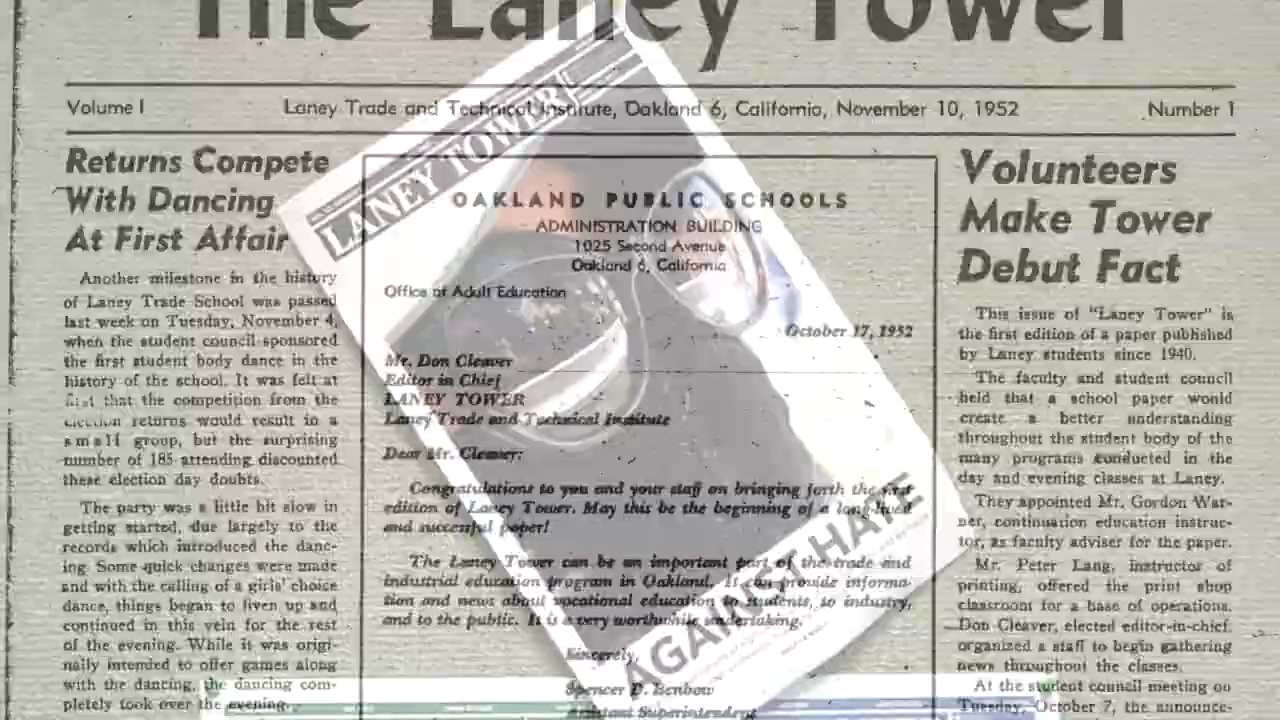 The Laney Tower
Volume I Laney Trade and Technical Institute, Oakland 6, California, November 10, 1952 Number 1
Returns Compete
With Dancing
At First Affair
Another milestone in the history
of Laney Trade School was passed
last week on Tuesday, November 4,
when the student council sponsored
the first student body dance in the
history of the school. It was felt at
first that the competition from the
election returns would result in a
small group, but the surprising
number of 185 attending discounted
these election day doubts.
The party was a little bit slow in
getting started, due largely to the
records which introduced the danc-
ing. Some quick changes were made
and with the calling of a girls' choice
dance, things began to liven up and
continued in this vein for the rest
of the evening. While it was origi-
nally intended to offer games along
with the dancing, the dancing com-
pletely took over the evening.
OAKLAND PUBLIC SCHOOLS
ADMINISTRATION BUILDING
1025 Second Avenue
Oakland 6, California
Office of Adult Education
October 17, 1952
Mr. Don Cleaver
Editor in Chief
LANEY TOWER
Laney Trade and Technical Institute
Dear Mr. Cleaver:
Congratulations to you and your staff on bringing forth the first
edition of Laney Tower. May this be the beginning of a long-lived
and successful paper!
The Laney Tower can be an important part of the trade and
industrial education program in Oakland. It can provide informa-
tion and news about vocational education to students, to industry,
and to the public. It is a very worthwhile undertaking.
Sincerely,
Spencer D. Benbow
Assistant Superintendent
Volunteers
Make Tower
Debut Fact
This issue of "Laney Tower" is
the first edition of a paper published
by Laney students since 1940.
The faculty and student council
held that a school paper would
create a better understanding
throughout the student body of the
many programs conducted in the
day and evening classes at Laney.
They appointed Mr. Gordon War-
ner, continuation education instruc-
tor, as faculty adviser for the paper.
Mr. Peter Lang, instructor of
printing, offered the print shop
classroom for a base of operations.
Don Cleaver, elected editor-in-chief,
organized a staff to begin gathering
news throughout the classes.
At the student council meeting on
Tuesday, October 7, the announce-
LANEY TOWER
AGAINST HATE